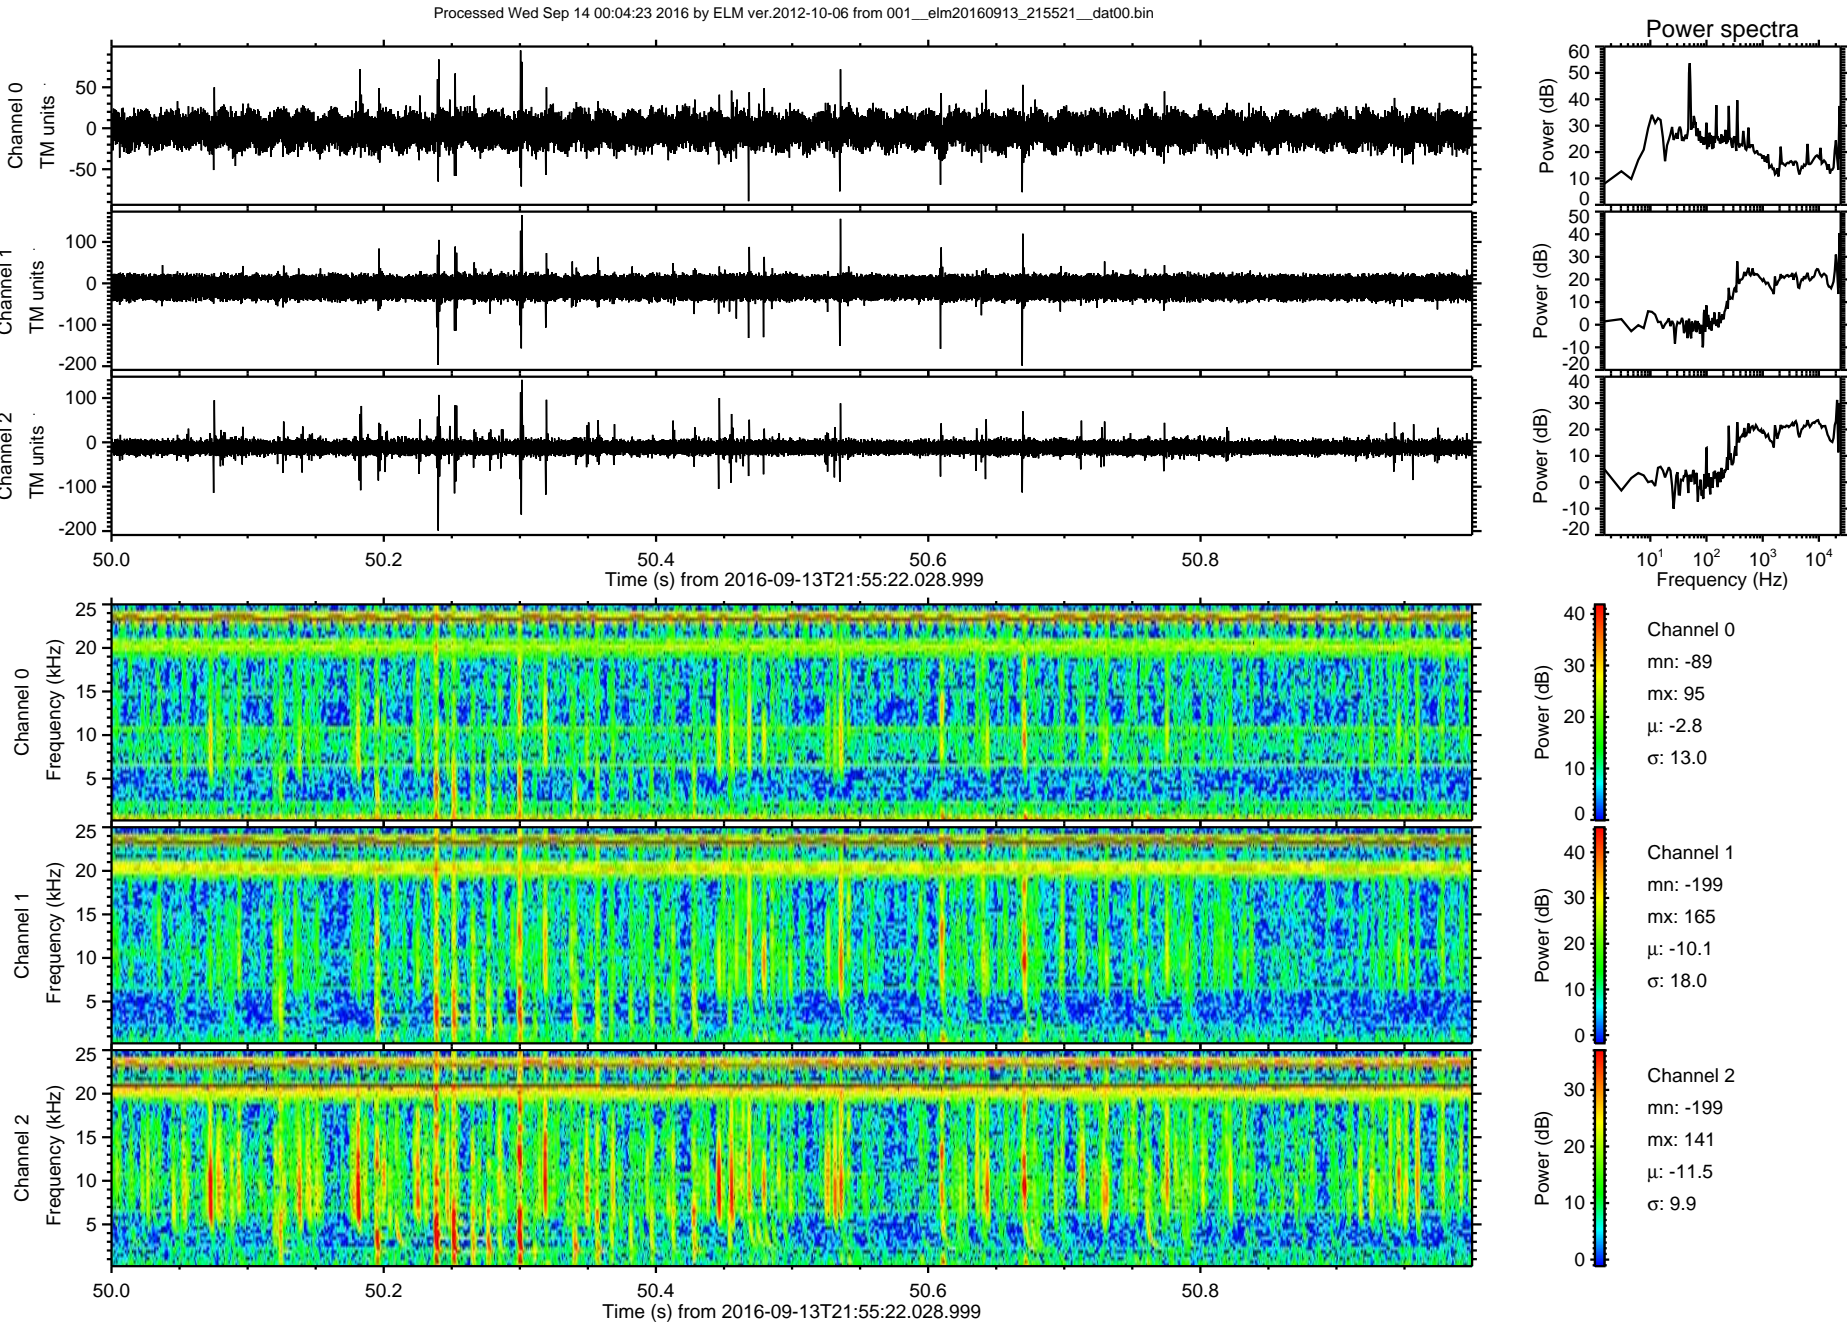 Processed Wed Sep 14 00:04:23 2016 by ELM ver.2012-10-06 from 001__elm20160913_215521__dat00.bin
Power spectra
Channel 0
TM units
50
0
-50
Power (dB)
60
50
40
30
20
10
0
Channel 1
TM units
100
0
-100
-200
Power (dB)
50
40
30
20
10
0
-10
-20
Channel 2
TM units
100
0
-100
-200
Power (dB)
40
30
20
10
0
-10
-20
50.0 50.2 50.4 50.6 50.8
Time (s) from 2016-09-13T21:55:22.028.999
10^1 10^2 10^3 10^4
Frequency (Hz)
Channel 0
Frequency (kHz)
25
20
15
10
5
Power (dB)
40
30
20
10
0
Channel 0
mn: -89
mx: 95
μ: -2.8
σ: 13.0
Channel 1
Frequency (kHz)
25
20
15
10
5
Power (dB)
40
30
20
10
0
Channel 1
mn: -199
mx: 165
μ: -10.1
σ: 18.0
Channel 2
Frequency (kHz)
25
20
15
10
5
Power (dB)
30
20
10
0
Channel 2
mn: -199
mx: 141
μ: -11.5
σ: 9.9
50.0 50.2 50.4 50.6 50.8
Time (s) from 2016-09-13T21:55:22.028.999